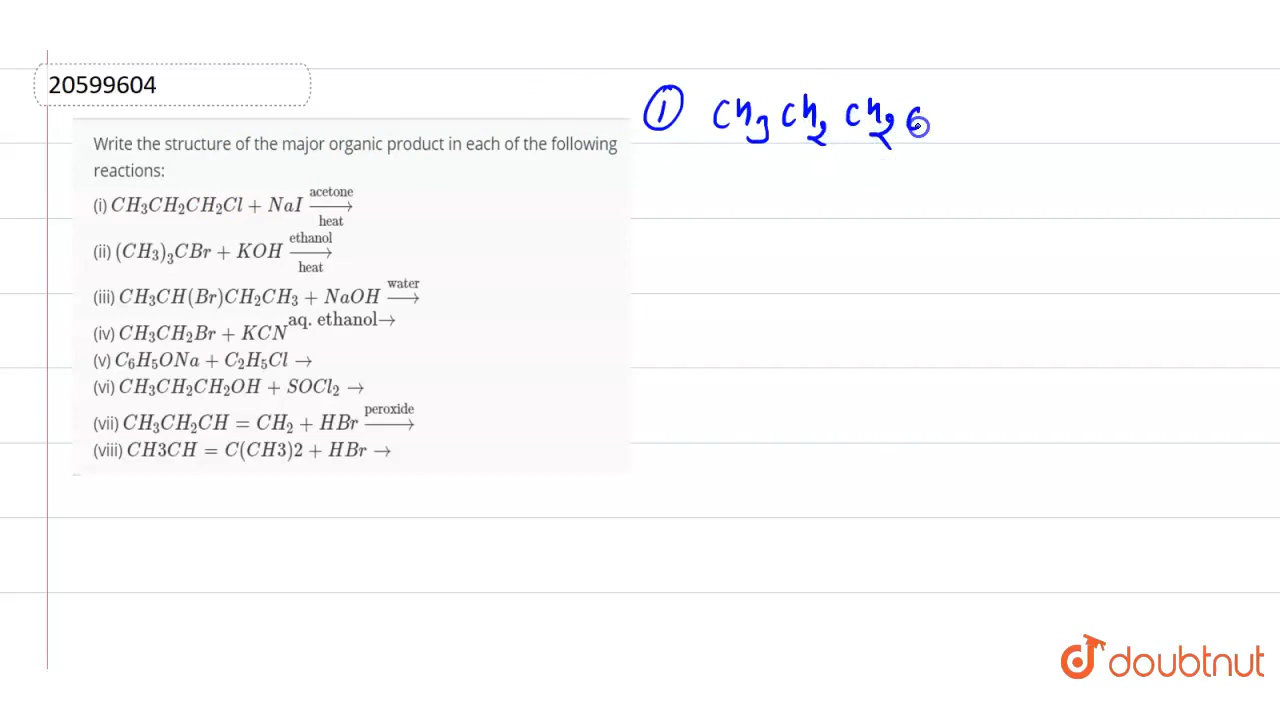 20599604
Write the structure of the major organic product in each of the following
reactions:
(i) CH₃CH₂CH₂Cl + NaI acetone⟶heat
(ii) (CH₃)₃CBr + KOH ethanol⟶heat
(iii) CH₃CH(Br)CH₂CH₃ + NaOH water⟶
(iv) CH₃CH₂Br + KCN aq. ethanol→
(v) C₆H₅ONa + C₂H₅Cl →
(vi) CH₃CH₂CH₂OH + SOCl₂ →
(vii) CH₃CH₂CH = CH₂ + HBr peroxide⟶
(viii) CH3CH = C(CH3)2 + HBr →
① CH₃ CH₂ CH₂
doubtnut